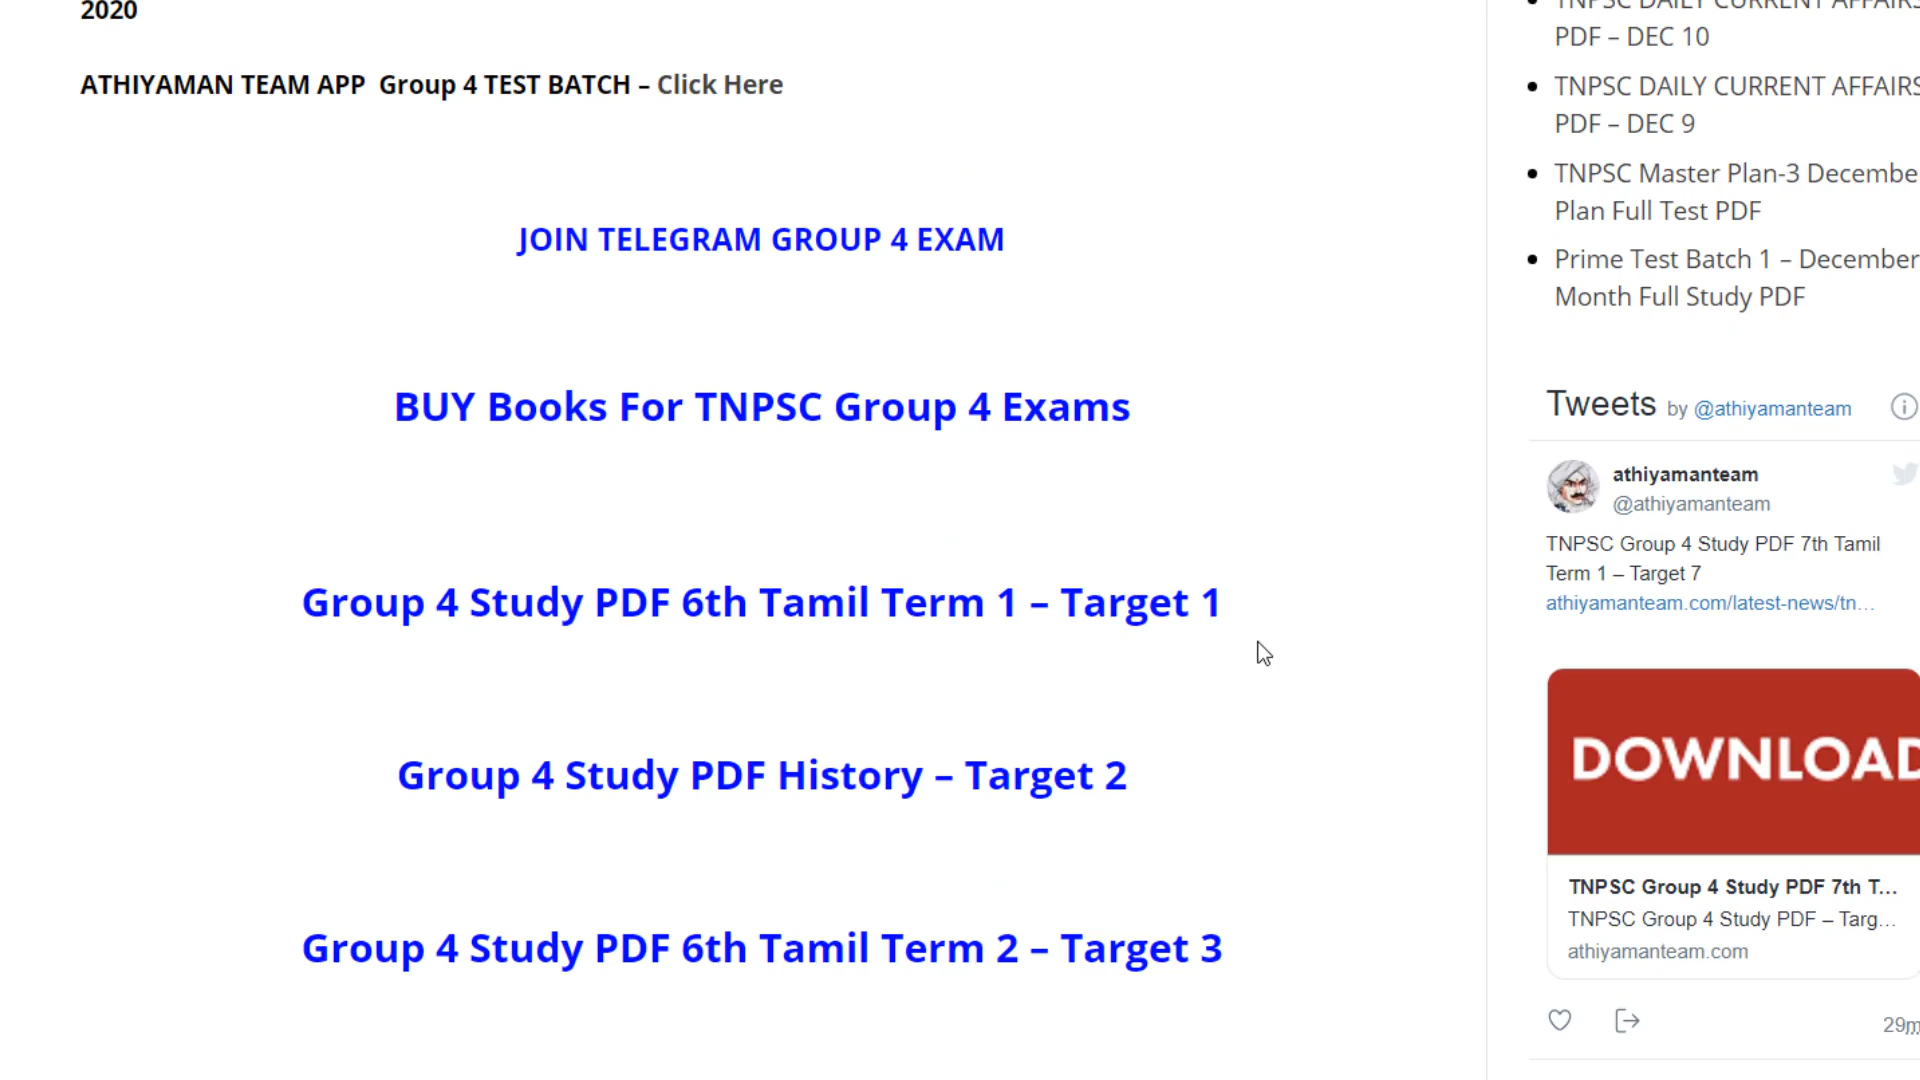 2020
ATHIYAMAN TEAM APP  Group 4 TEST BATCH – Click Here
JOIN TELEGRAM GROUP 4 EXAM
BUY Books For TNPSC Group 4 Exams
Group 4 Study PDF 6th Tamil Term 1 – Target 1
Group 4 Study PDF History – Target 2
Group 4 Study PDF 6th Tamil Term 2 – Target 3
TNPSC DAILY CURRENT AFFAIRS
PDF – DEC 10
TNPSC DAILY CURRENT AFFAIRS
PDF – DEC 9
TNPSC Master Plan-3 Decembe
Plan Full Test PDF
Prime Test Batch 1 – December
Month Full Study PDF
Tweets by @athiyamanteam
athiyamanteam
@athiyamanteam
TNPSC Group 4 Study PDF 7th Tamil
Term 1 – Target 7
athiyamanteam.com/latest-news/tn…
DOWNLOAD
TNPSC Group 4 Study PDF 7th T...
TNPSC Group 4 Study PDF – Targ...
athiyamanteam.com
29m